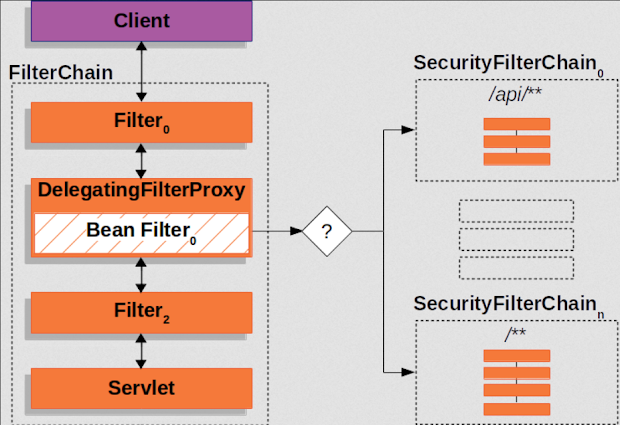 Client
FilterChain
Filter0
DelegatingFilterProxy
Bean Filter0
Filter2
Servlet
?
SecurityFilterChain0
/api/**
SecurityFilterChainn
/**